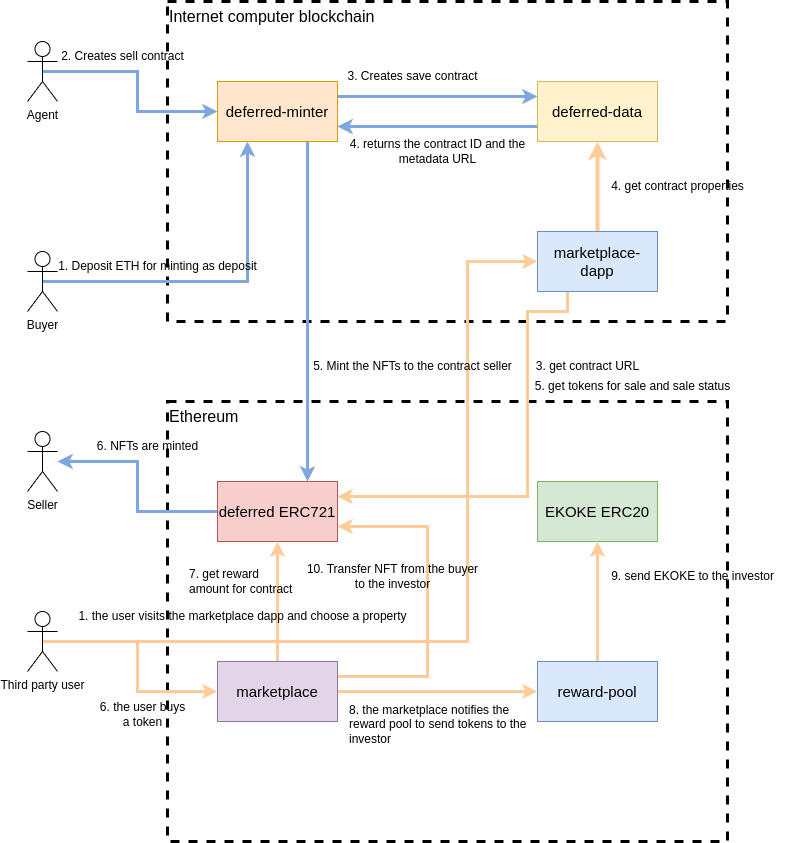 Internet computer blockchain
2. Creates sell contract
3. Creates save contract
Agent
deferred-minter
deferred-data
4. returns the contract ID and the
metadata URL
4. get contract properties
1. Deposit ETH for minting as deposit
marketplace-
dapp
Buyer
5. Mint the NFTs to the contract seller
3. get contract URL
5. get tokens for sale and sale status
Ethereum
6. NFTs are minted
Seller
deferred ERC721
EKOKE ERC20
7. get reward
amount for contract
10. Transfer NFT from the buyer
to the investor
9. send EKOKE to the investor
1. the user visits the marketplace dapp and choose a property
Third party user
marketplace
reward-pool
6. the user buys
a token
8. the marketplace notifies the
reward pool to send tokens to the
investor